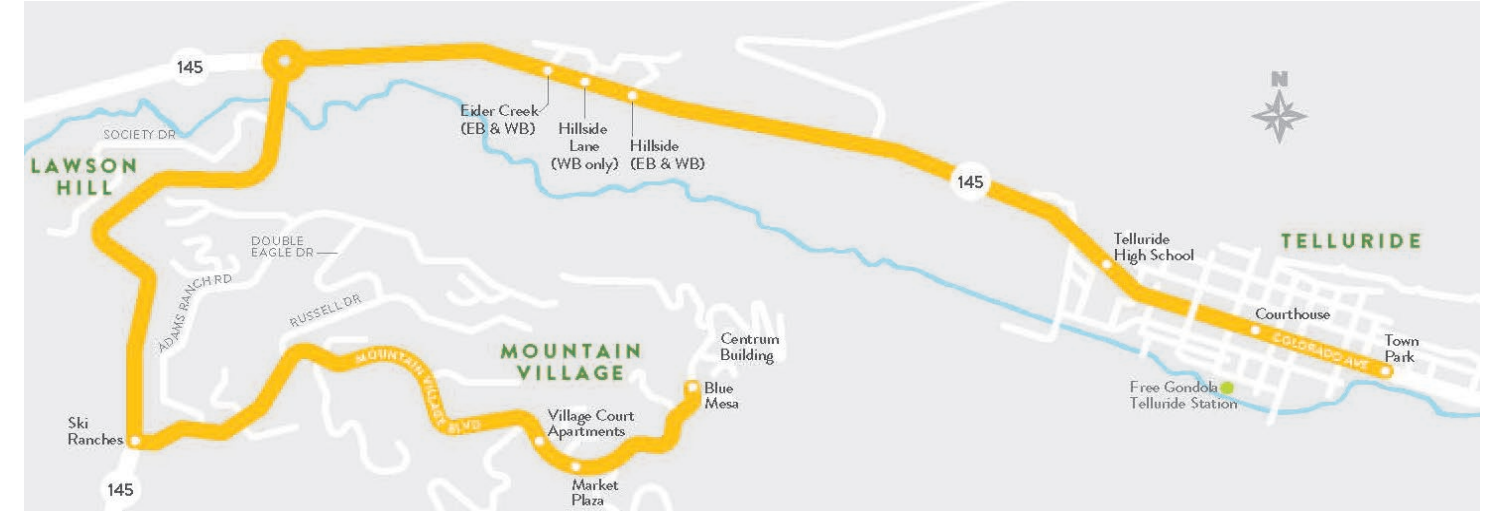 145
N
Eider Creek
(EB & WB)
Hillside
Lane
(WB only)
Hillside
(EB & WB)
SOCIETY DR
LAWSON
HILL
145
TELLURIDE
Telluride
High School
DOUBLE
EAGLE DR
ADAMS RANCH RD
RUSSELL DR
Courthouse
COLORADO AVE
Town
Park
Centrum
Building
MOUNTAIN
VILLAGE
MOUNTAIN VILLAGE BLVD
Free Gondola
Telluride Station
Blue
Mesa
Ski
Ranches
Village Court
Apartments
Market
Plaza
145